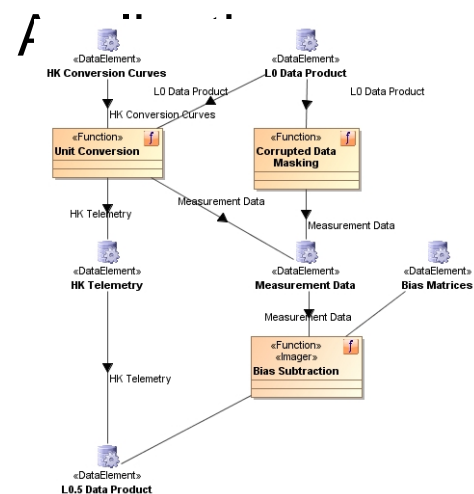 «DataElement»
HK Conversion Curves
«DataElement»
L0 Data Product
L0 Data Product
L0 Data Product
HK Conversion Curves
«Function»
Unit Conversion
«Function»
Corrupted Data
Masking
Measurement Data
HK Telemetry
Measurement Data
«DataElement»
HK Telemetry
«DataElement»
Measurement Data
«DataElement»
Bias Matrices
Measurement Data
«Function»
«Imager»
Bias Subtraction
HK Telemetry
«DataElement»
L0.5 Data Product